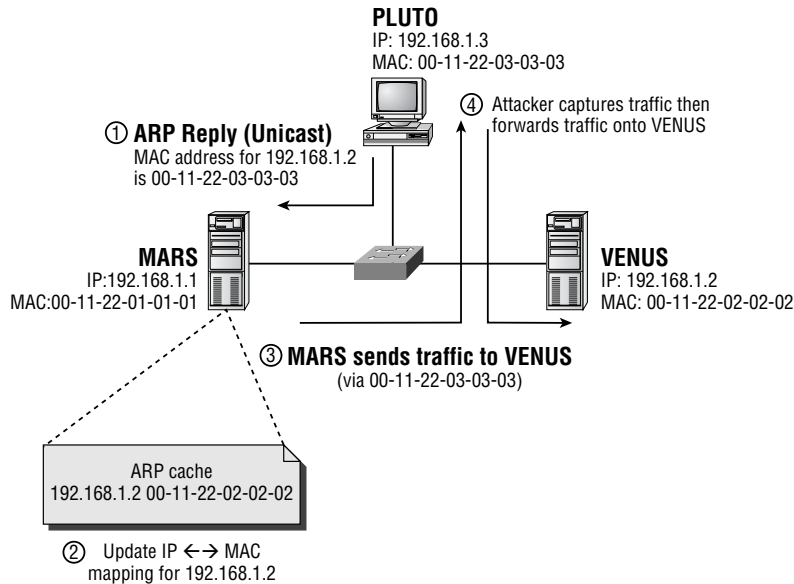 PLUTO
IP: 192.168.1.3
MAC: 00-11-22-03-03-03
① ARP Reply (Unicast)
MAC address for 192.168.1.2
is 00-11-22-03-03-03
④ Attacker captures traffic then
forwards traffic onto VENUS
MARS
IP:192.168.1.1
MAC:00-11-22-01-01-01
VENUS
IP: 192.168.1.2
MAC: 00-11-22-02-02-02
③ MARS sends traffic to VENUS
(via 00-11-22-03-03-03)
ARP cache
192.168.1.2 00-11-22-02-02-02
② Update IP ←→ MAC
mapping for 192.168.1.2